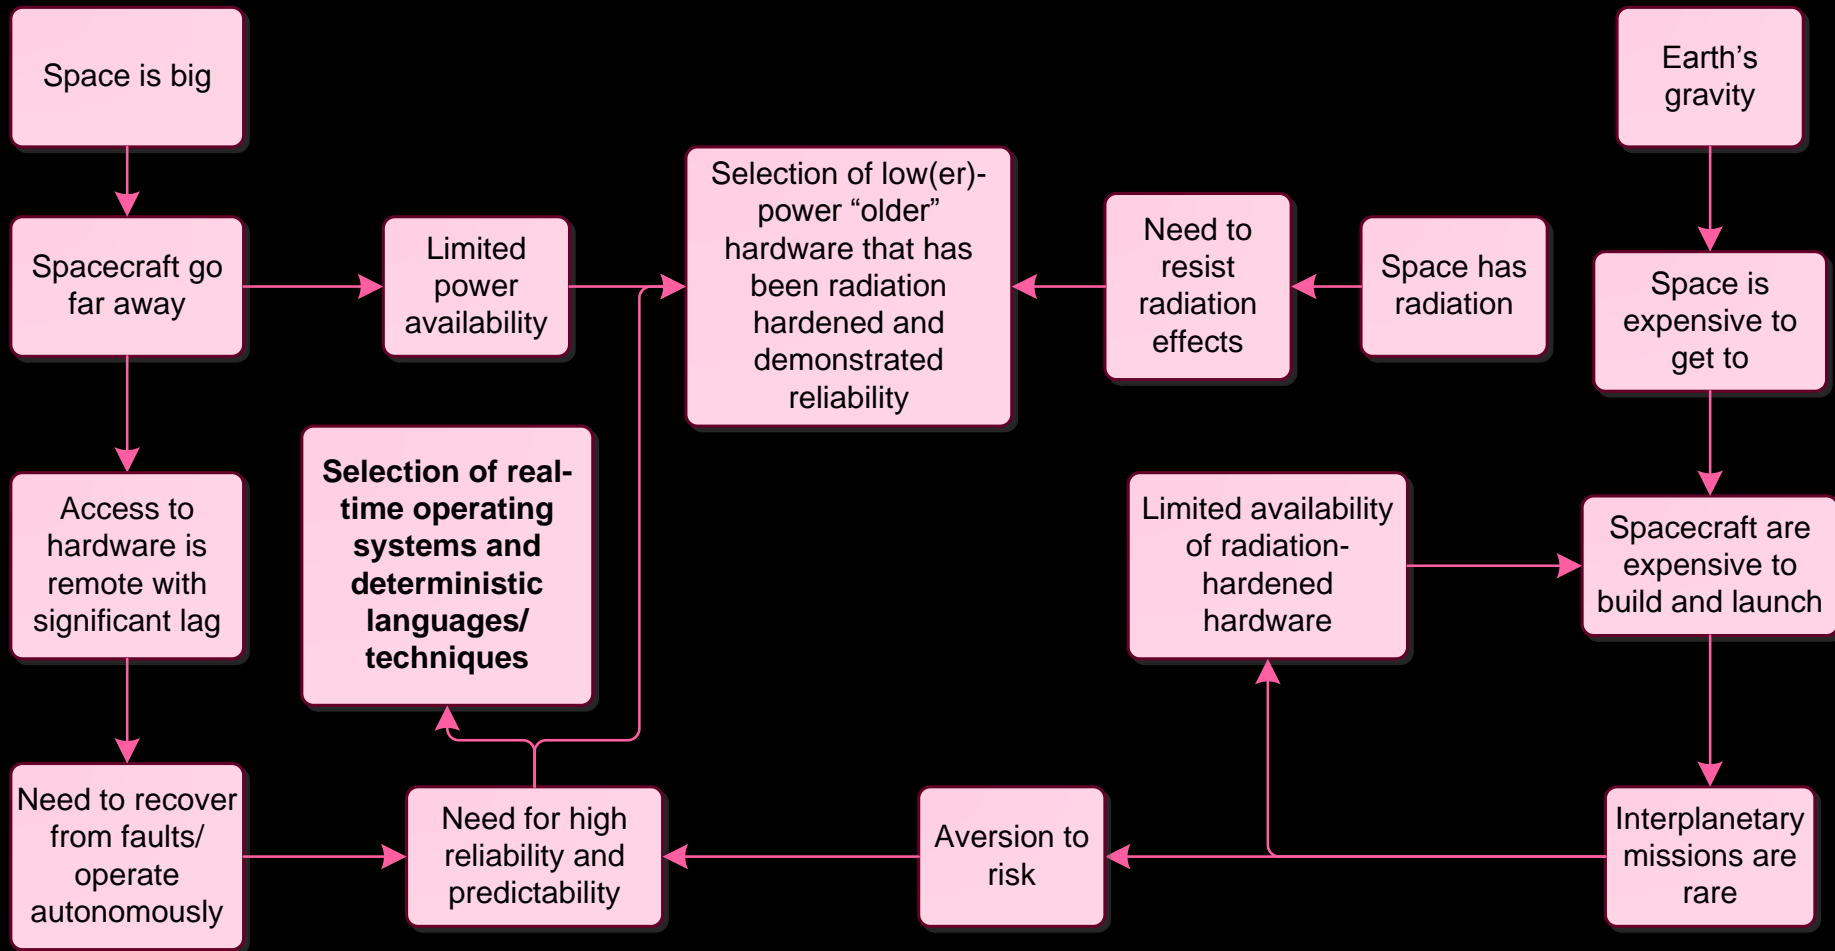 Space is big
Earth’s
gravity
Selection of low(er)-
power “older”
hardware that has
been radiation
hardened and
demonstrated
reliability
Need to
resist
radiation
effects
Space has
radiation
Spacecraft go
far away
Limited
power
availability
Space is
expensive to
get to
Selection of real-
time operating
systems and
deterministic
languages/
techniques
Access to
hardware is
remote with
significant lag
Limited availability
of radiation-
hardened
hardware
Spacecraft are
expensive to
build and launch
Need to recover
from faults/
operate
autonomously
Need for high
reliability and
predictability
Aversion to
risk
Interplanetary
missions are
rare